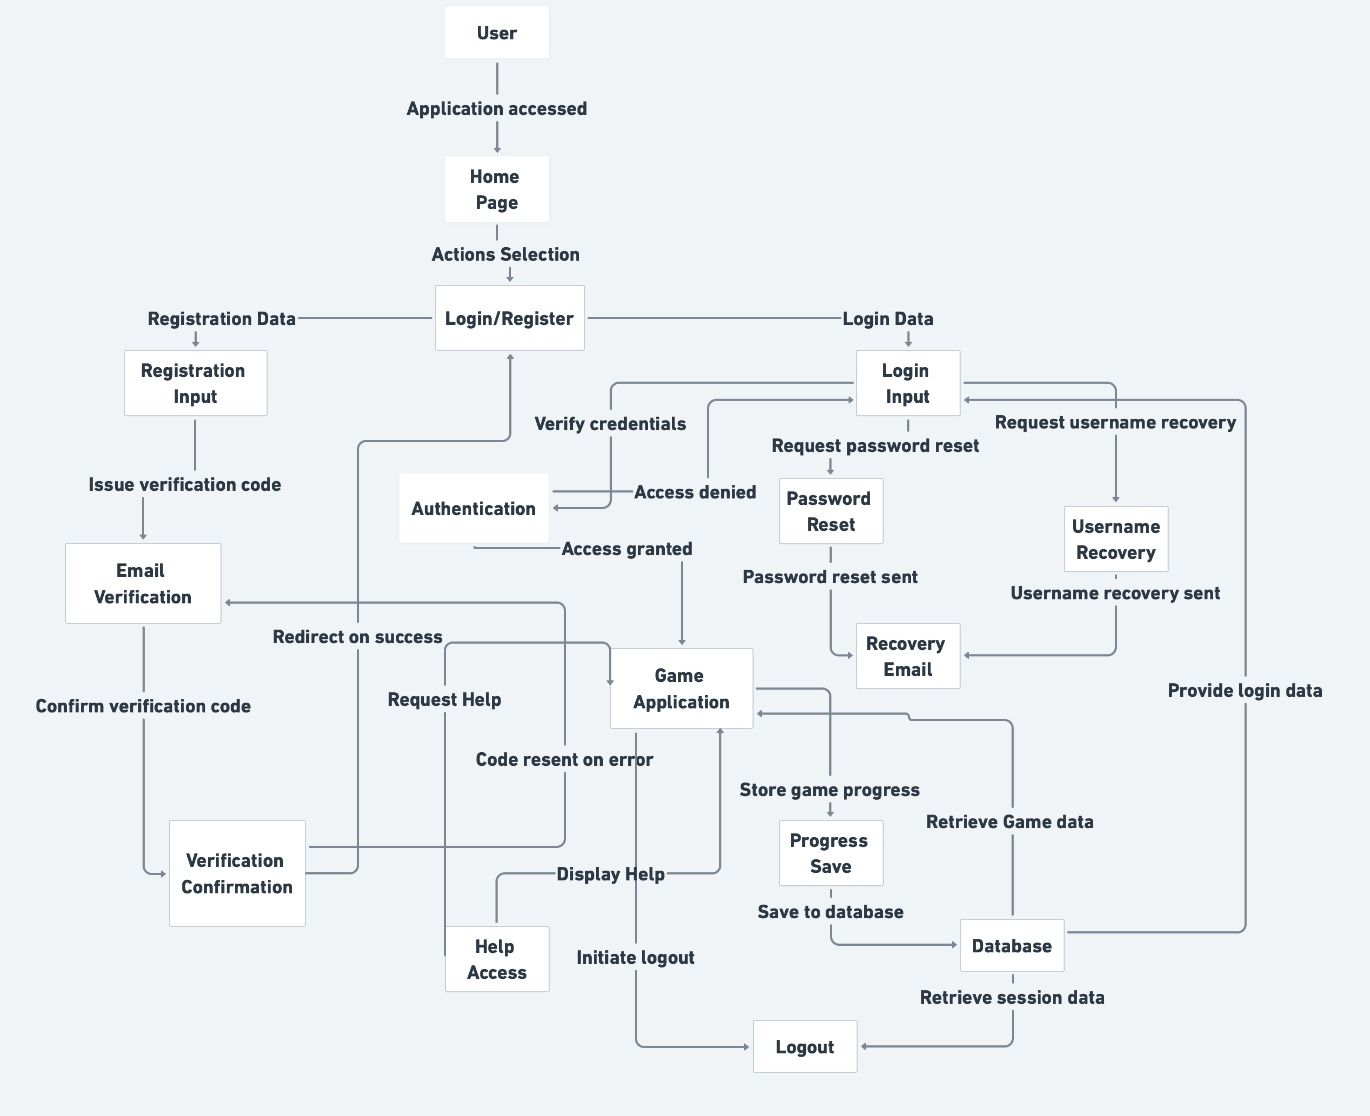 User
Application accessed
Home
Page
Actions Selection
Registration Data
Login/Register
Login Data
Registration
Input
Login
Input
Verify credentials
Request username recovery
Request password reset
Issue verification code
Access denied
Authentication
Password
Reset
Username
Recovery
Access granted
Email
Verification
Password reset sent
Username recovery sent
Redirect on success
Recovery
Email
Game
Application
Provide login data
Request Help
Confirm verification code
Code resent on error
Store game progress
Retrieve Game data
Progress
Save
Verification
Confirmation
Display Help
Save to database
Help
Access
Database
Initiate logout
Retrieve session data
Logout